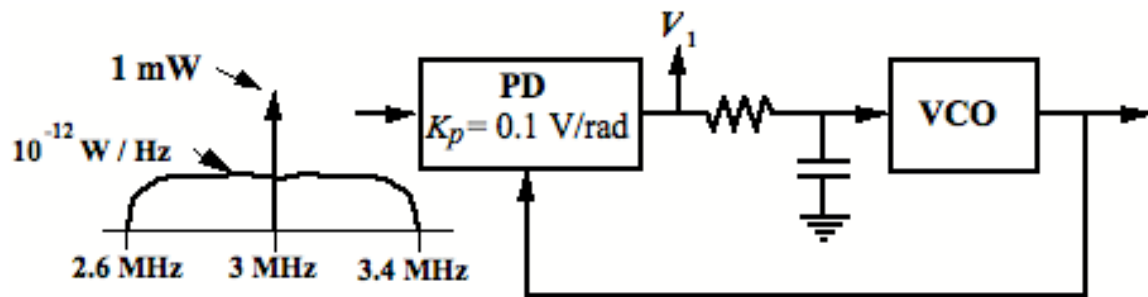 1 mW
10⁻¹² W / Hz
2.6 MHz
3 MHz
3.4 MHz
PD
Kp = 0.1 V/rad
V1
VCO